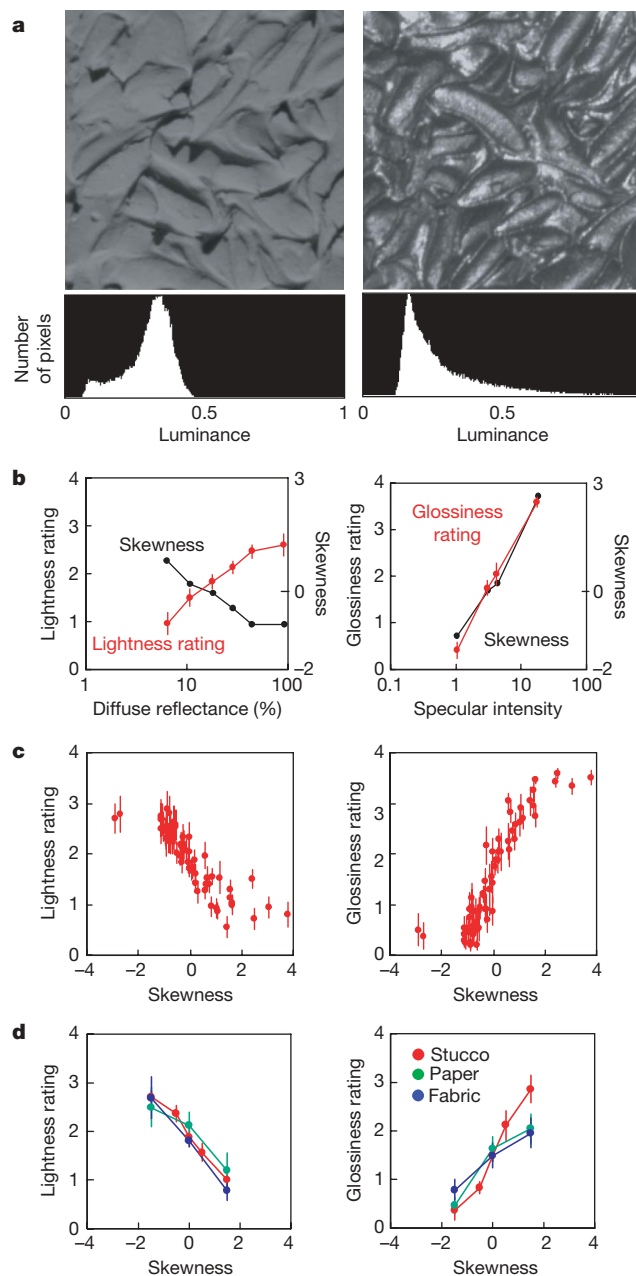 a
Number
of pixels
0 0.5 1
Luminance
0 0.5
Luminance
b
Lightness rating
4
3
2
1
0
Skewness
Lightness rating
3
0
−2
Skewness
1 10 100
Diffuse reflectance (%)
Glossiness rating
4
3
2
1
0
Glossiness
rating
Skewness
3
0
−2
Skewness
0.1 1 10 100
Specular intensity
c
Lightness rating
4
3
2
1
0
−4 −2 0 2 4
Skewness
Glossiness rating
4
3
2
1
0
−4 −2 0 2 4
Skewness
d
Lightness rating
4
3
2
1
0
−4 −2 0 2 4
Skewness
Glossiness rating
4
3
2
1
0
Stucco
Paper
Fabric
−4 −2 0 2 4
Skewness